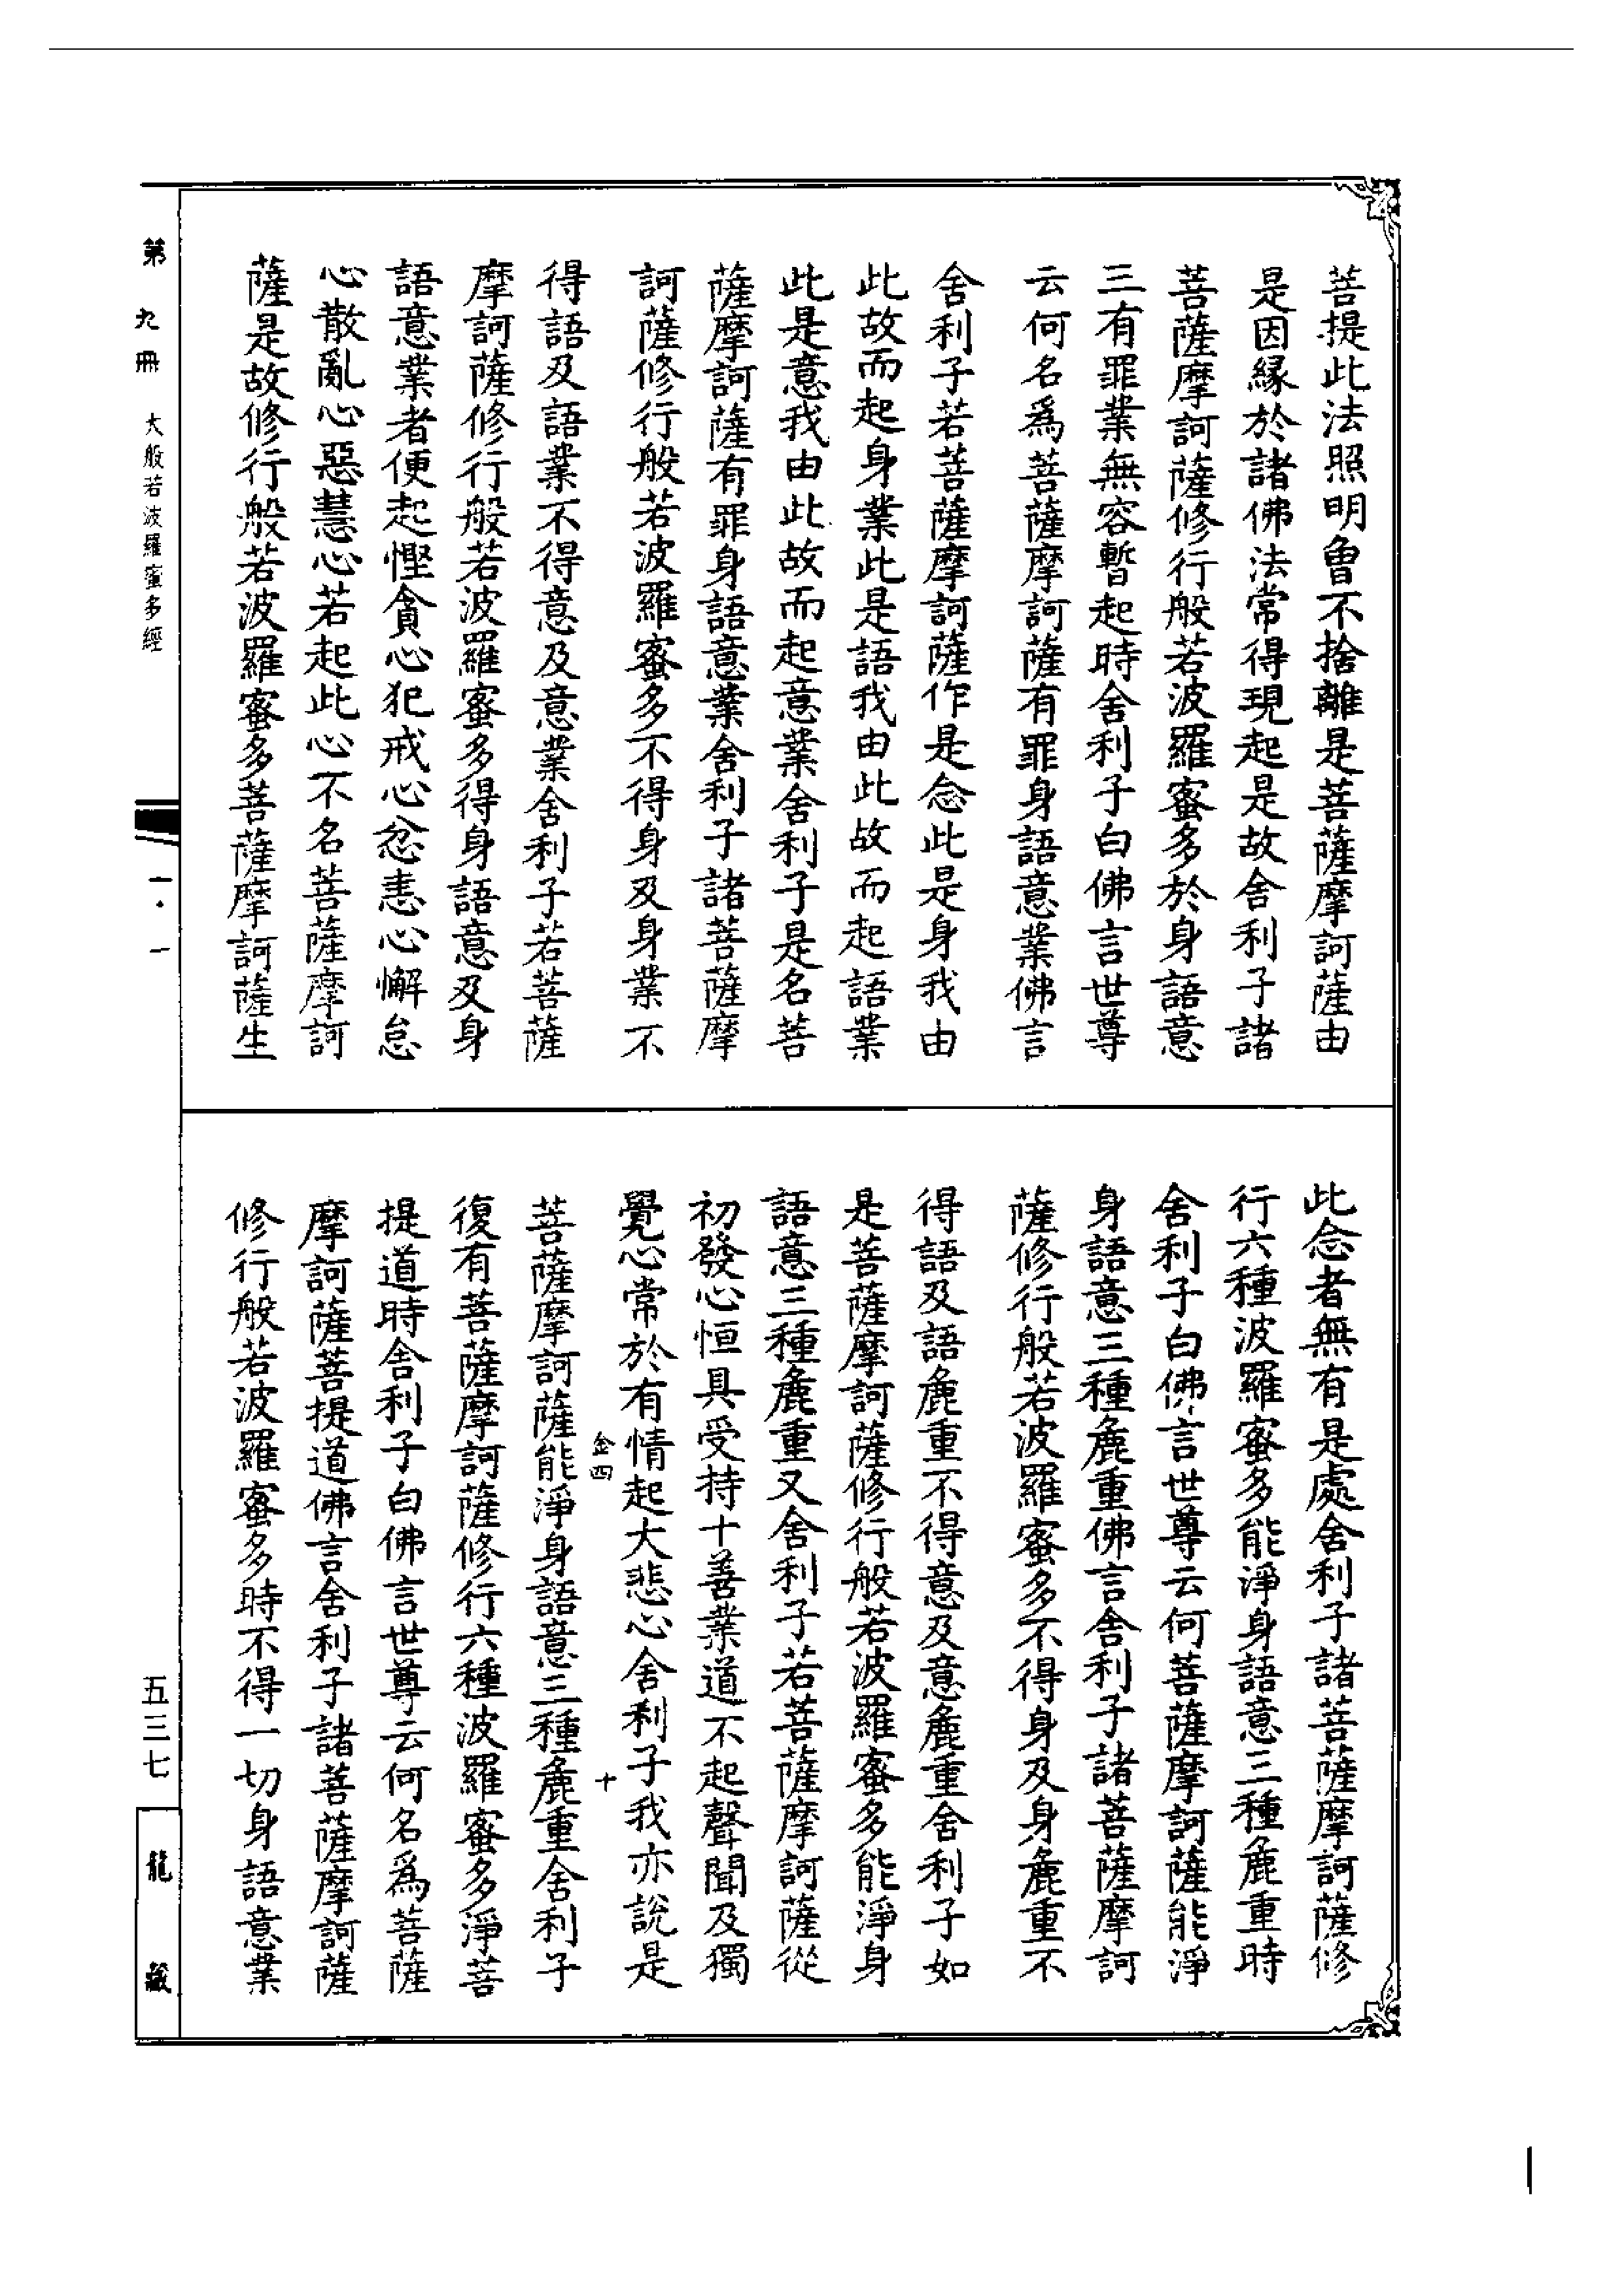 菩提此法照明曾不捨離是菩薩摩訶薩由
是因緣於諸佛法常得現起是故舍利子諸
菩薩摩訶薩修行般若波羅蜜多於身語意
三有罪業無容暫起時舍利子白佛言世尊
云何名爲菩薩摩訶薩有罪身語意業佛言
舍利子若菩薩摩訶薩作是念此是身我由
此故而起身業此是語我由此故而起語業
此是意我由此故而起意業舍利子是名菩
薩摩訶薩有罪身語意業舍利子諸菩薩摩
訶薩修行般若波羅蜜多不得身及身業不
得語及語業不得意及意業舍利子若菩薩
摩訶薩修行般若波羅蜜多得身語意及身
語意業者便起慳貪心犯戒心忿恚心懈怠
心散亂心惡慧心若起此心不名菩薩摩訶
薩是故修行般若波羅蜜多菩薩摩訶薩生
此念者無有是處舍利子諸菩薩摩訶薩修
行六種波羅蜜多能淨身語意三種麁重時
舍利子白佛言世尊云何菩薩摩訶薩能淨
身語意三種麁重佛言舍利子諸菩薩摩訶
薩修行般若波羅蜜多不得身及身麁重不
得語及語麁重不得意及意麁重舍利子如
是菩薩摩訶薩修行般若波羅蜜多能淨身
語意三種麁重又舍利子若菩薩摩訶薩從
初發心恒具受持十善業道不起聲聞及獨
覺心常於有情起大悲心舍利子我亦說是
金四 十
菩薩摩訶薩能淨身語意三種麁重舍利子
復有菩薩摩訶薩修行六種波羅蜜多淨菩
提道時舍利子白佛言世尊云何名爲菩薩
摩訶薩菩提道佛言舍利子諸菩薩摩訶薩
修行般若波羅蜜多時不得一切身語意業
第九冊 大般若波羅蜜多經
一·一
五三七
龍藏